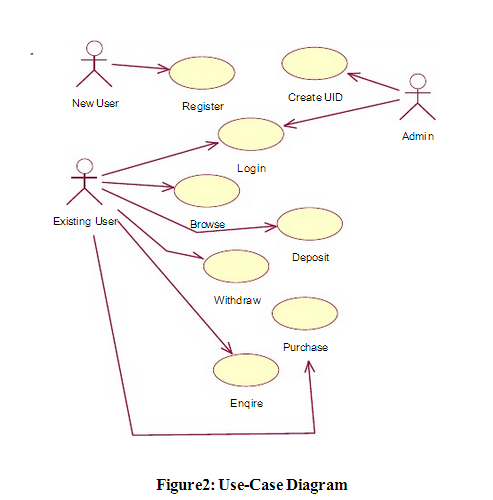 New User
Register
Create UID
Admin
Login
Existing User
Browse
Deposit
Withdraw
Purchase
Enqire
Figure2: Use-Case Diagram